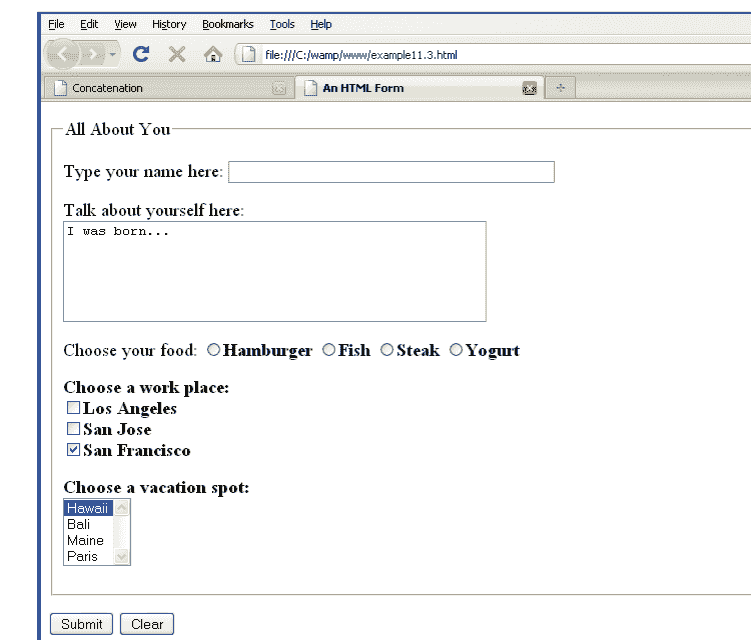 File Edit View History Bookmarks Tools Help
file:///C:/wamp/www/example11.3.html
Concatenation An HTML Form
All About You
Type your name here:
Talk about yourself here:
I was born...
Choose your food: Hamburger Fish Steak Yogurt
Choose a work place:
Los Angeles
San Jose
San Francisco
Choose a vacation spot:
Hawaii
Bali
Maine
Paris
Submit Clear